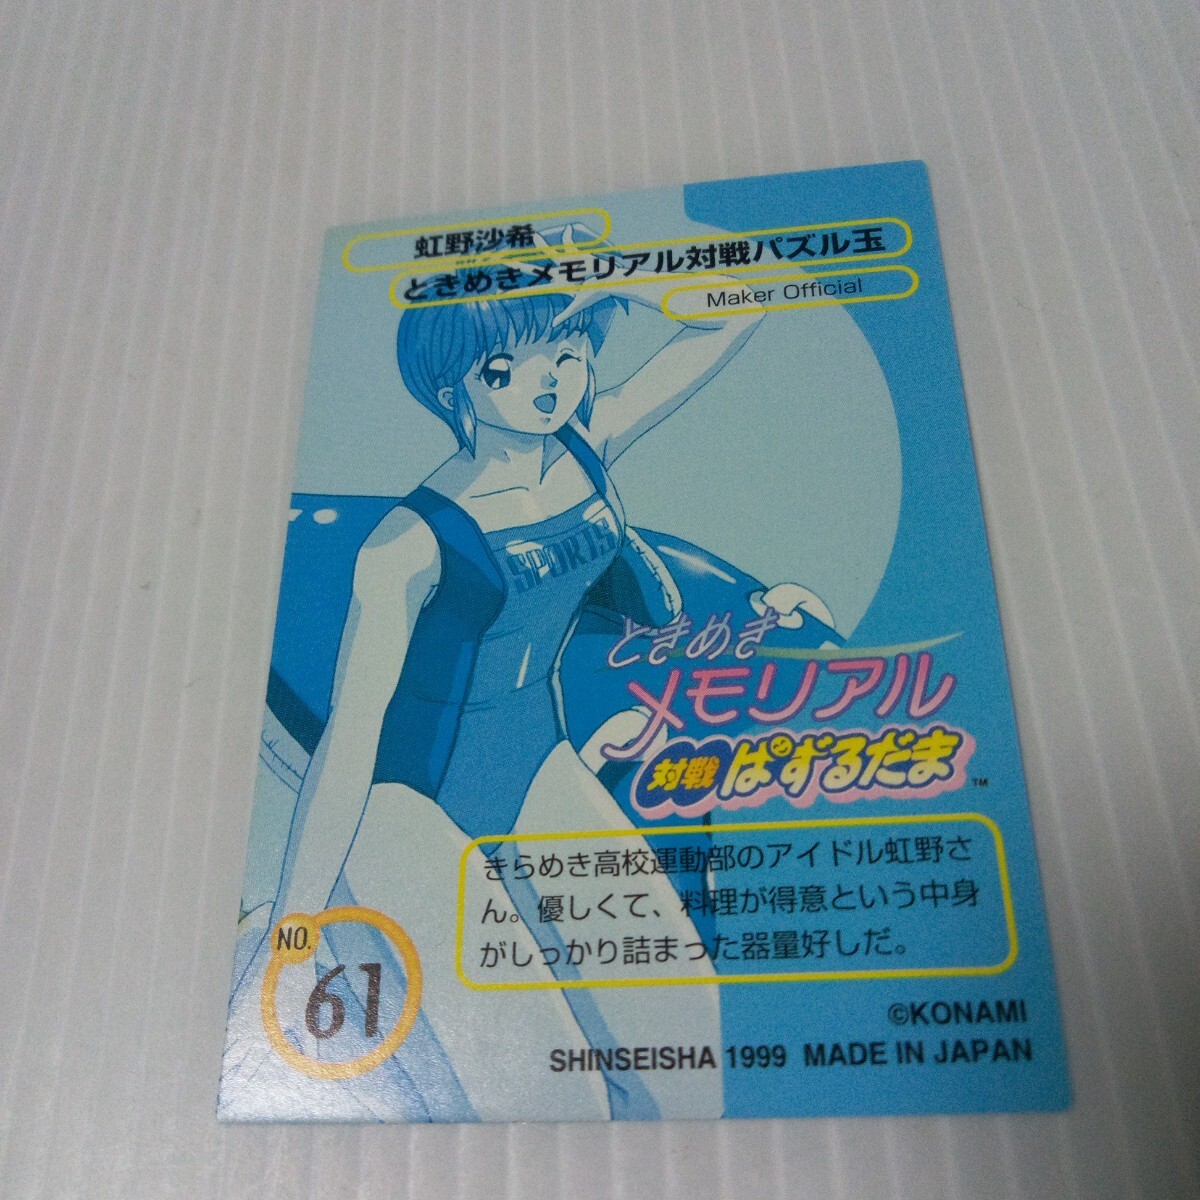 虹野沙希
ときめきメモリアル対戦パズル玉
Maker Official
SPORTS
ときめき
メモリアル
対戦ぱずるだま™
きらめき高校運動部のアイドル虹野さ
ん。優しくて、料理が得意という中身
がしっかり詰まった器量好しだ。
NO.
61
©KONAMI
SHINSEISHA 1999 MADE IN JAPAN